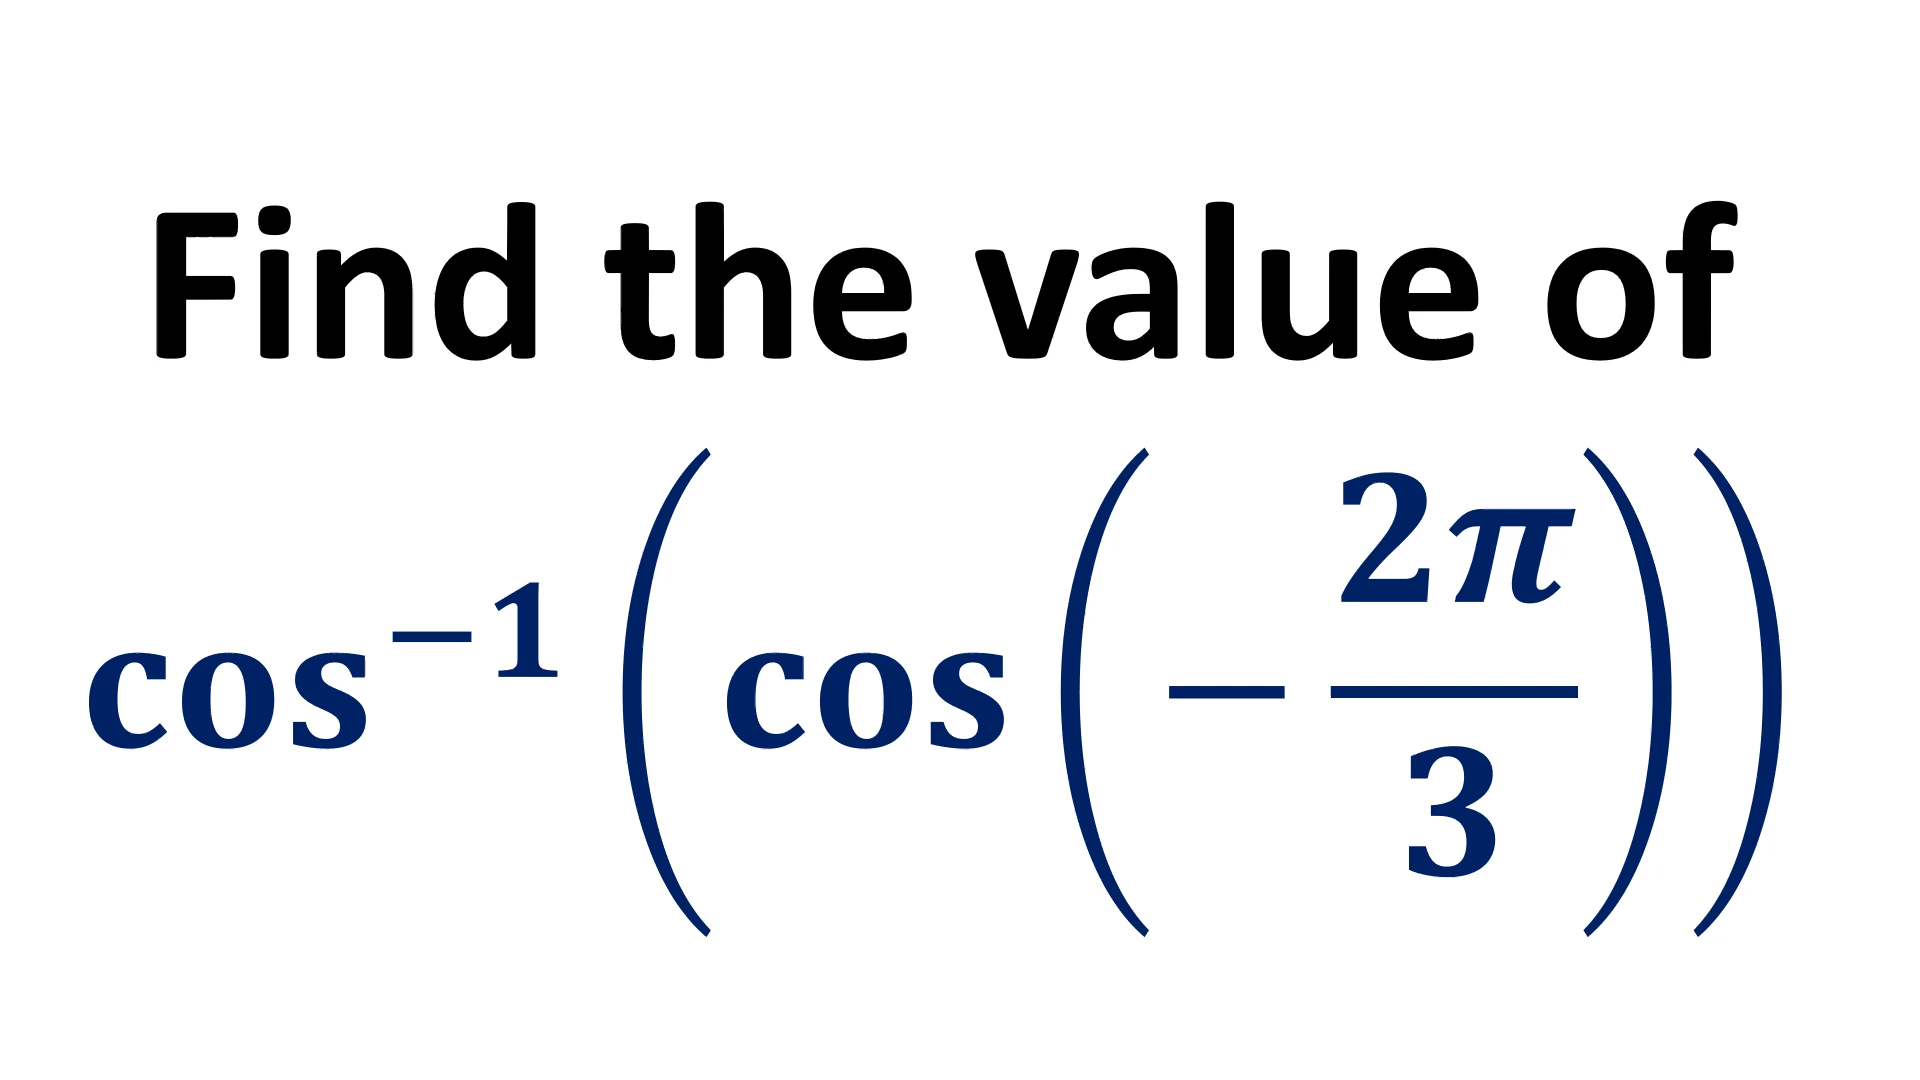 Find the value of
cos⁻¹(cos(−2π/3))